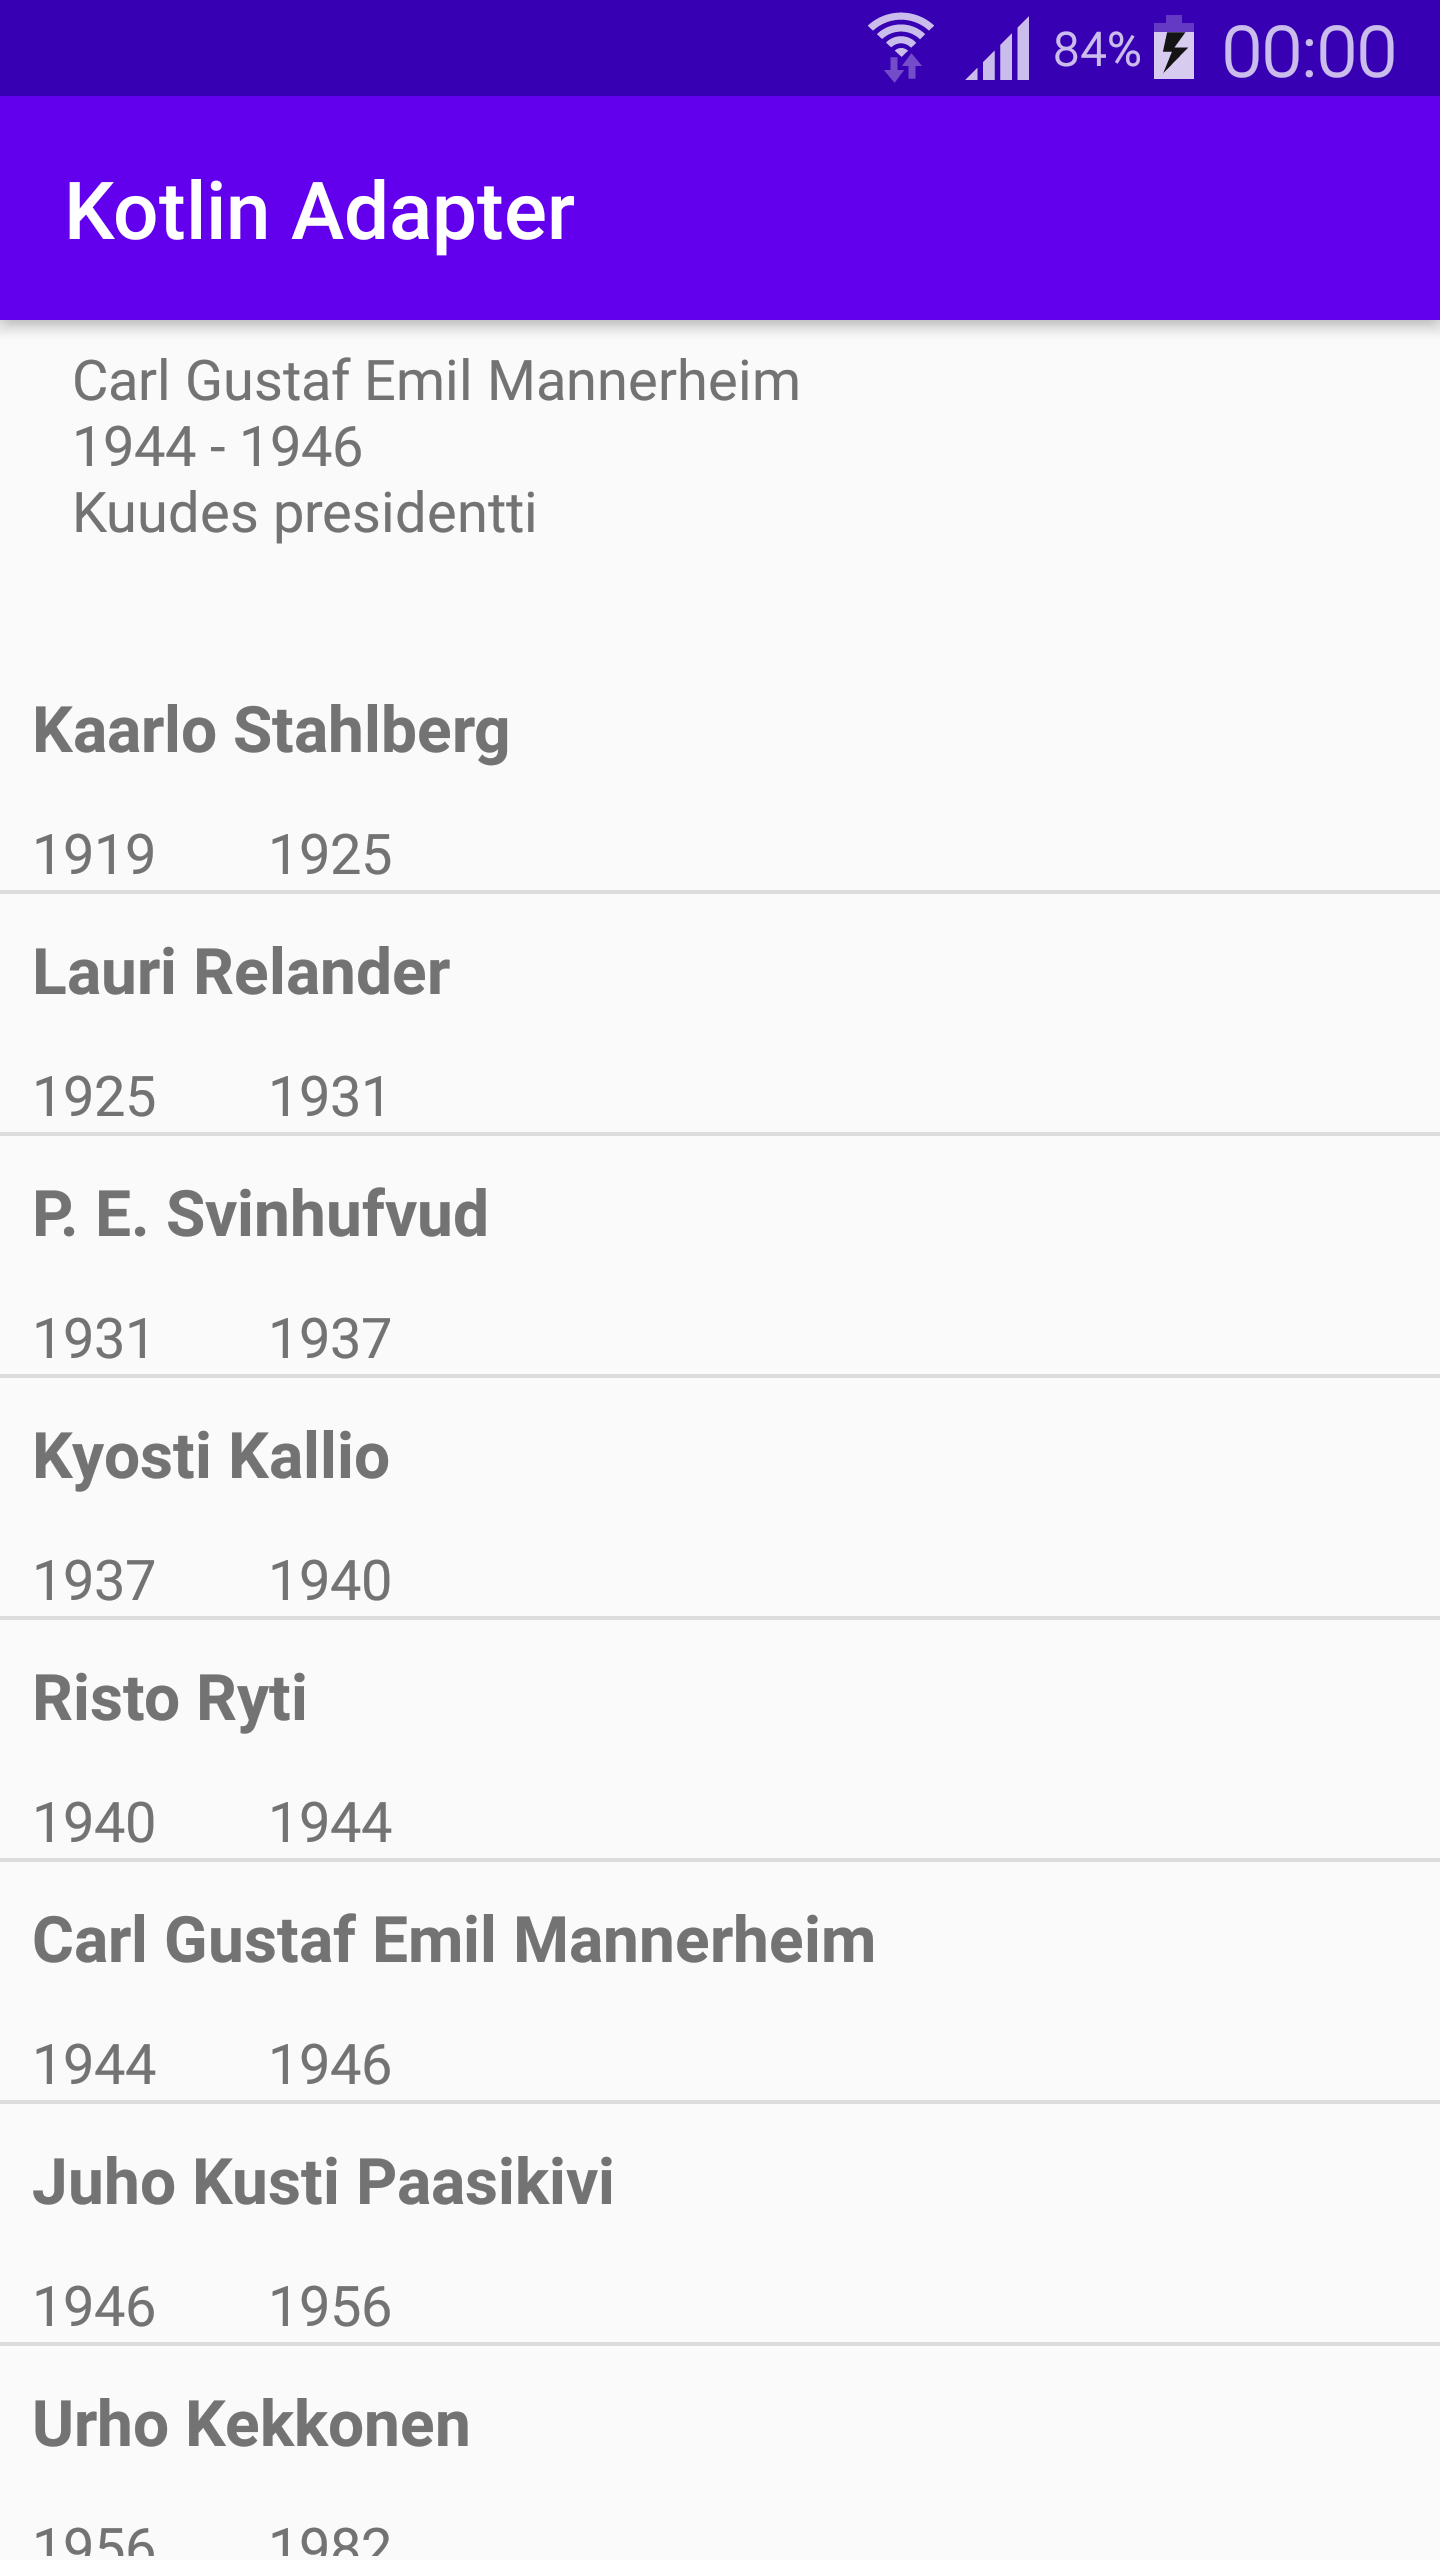 84% 00:00
Kotlin Adapter
Carl Gustaf Emil Mannerheim
1944 - 1946
Kuudes presidentti
Kaarlo Stahlberg
1919 1925
Lauri Relander
1925 1931
P. E. Svinhufvud
1931 1937
Kyosti Kallio
1937 1940
Risto Ryti
1940 1944
Carl Gustaf Emil Mannerheim
1944 1946
Juho Kusti Paasikivi
1946 1956
Urho Kekkonen
1956 1982